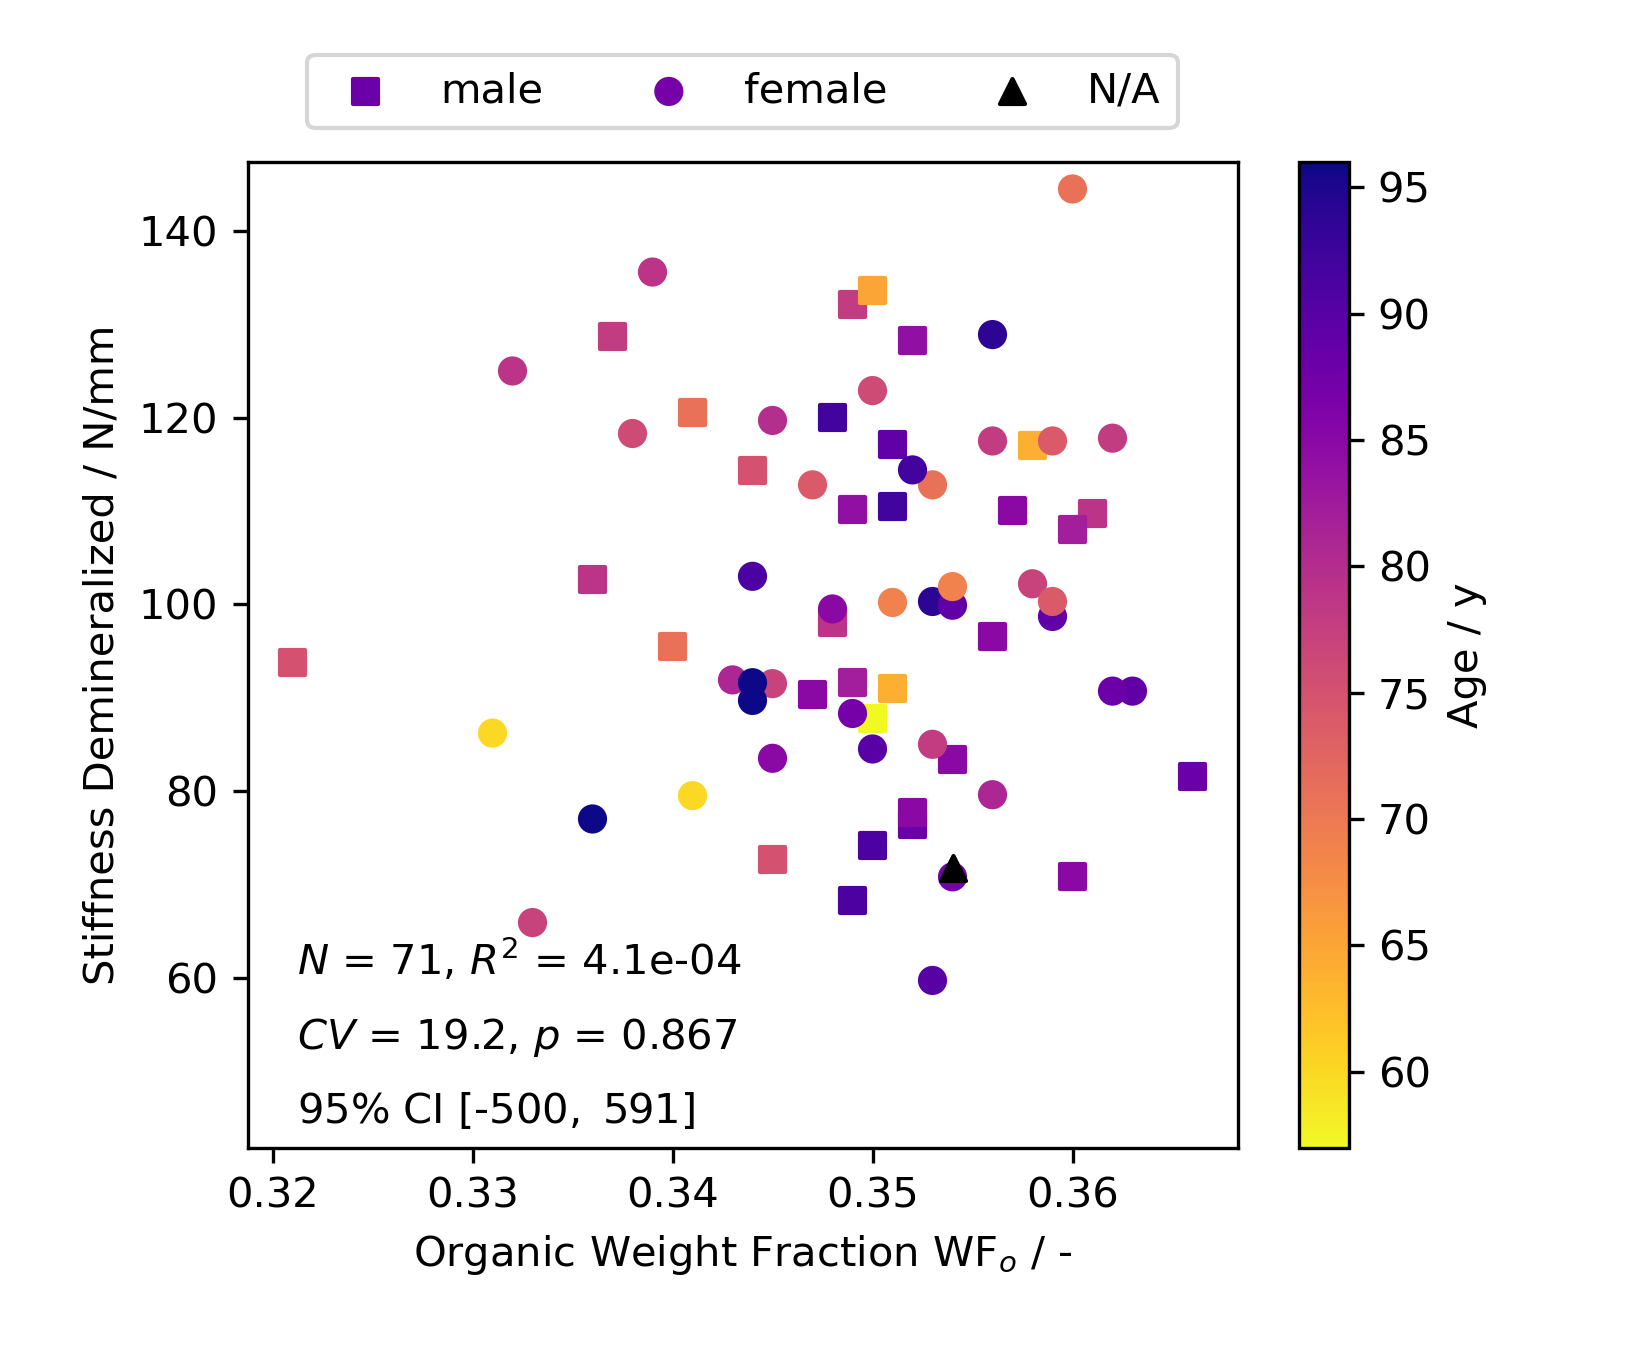 male female N/A
140
120
100
80
60
Stiffness Demineralized / N/mm
N = 71, R² = 4.1e-04
CV = 19.2, p = 0.867
95% CI [-500, 591]
0.32 0.33 0.34 0.35 0.36
Organic Weight Fraction WFₒ / -
95
90
85
80
75
70
65
60
Age / y